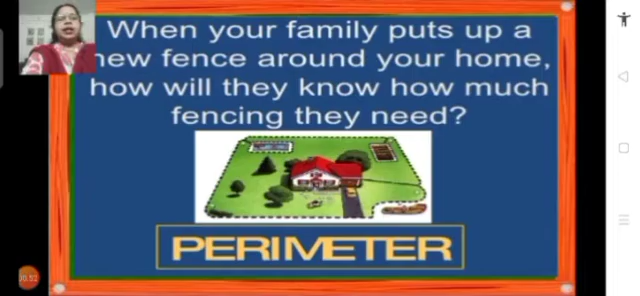 When your family puts up a
new fence around your home,
how will they know how much
fencing they need?
PERIMETER